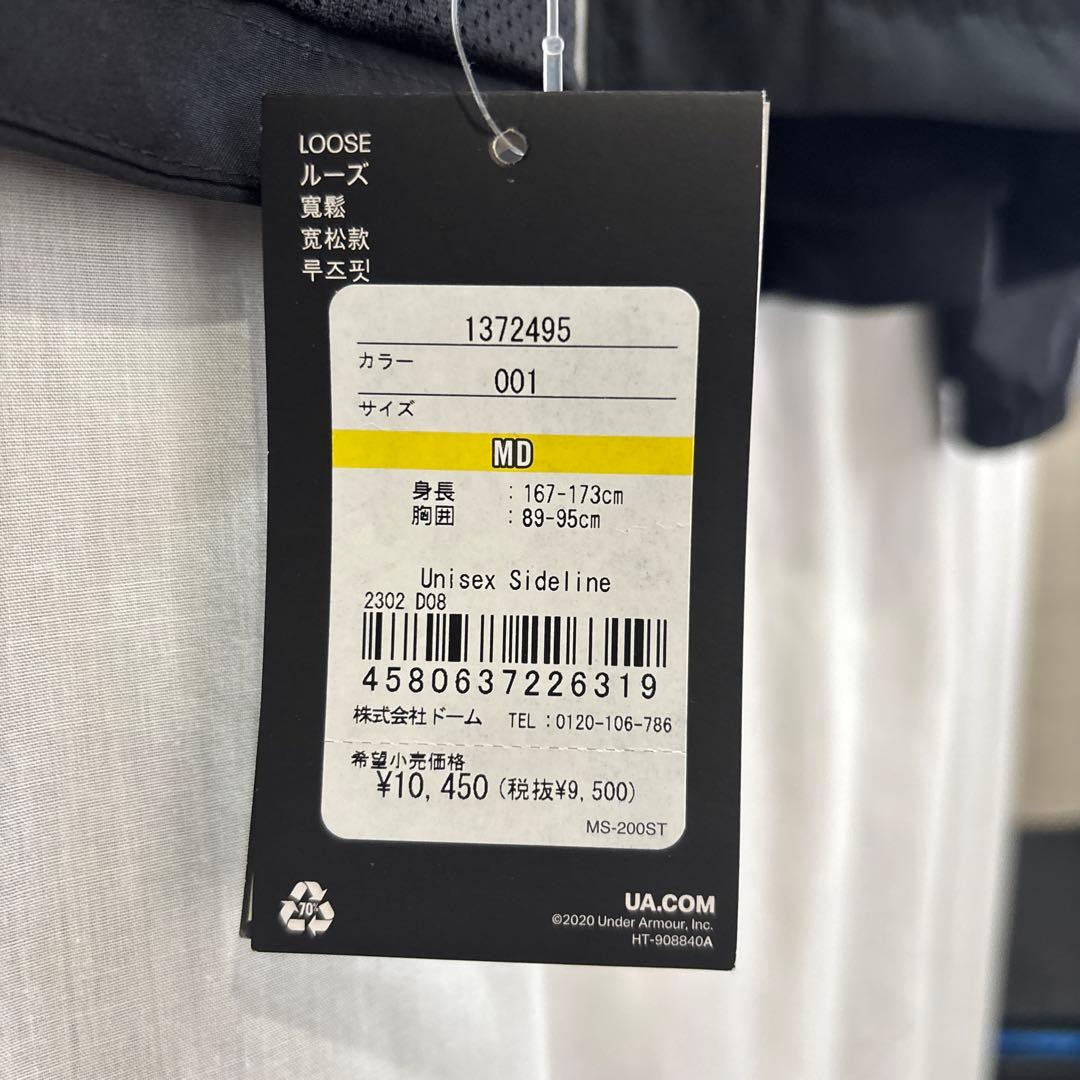 LOOSE
ルーズ
寬鬆
宽松款
루즈핏
1372495
カラー
001
サイズ
MD
身長 : 167-173cm
胸囲 : 89-95cm
Unisex Sideline
2302 D08
4580637226319
株式会社ドーム TEL : 0120-106-786
希望小売価格
¥10,450 (税抜¥9,500)
MS-200ST
70%
UA.COM
©2020 Under Armour, Inc.
HT-908840A